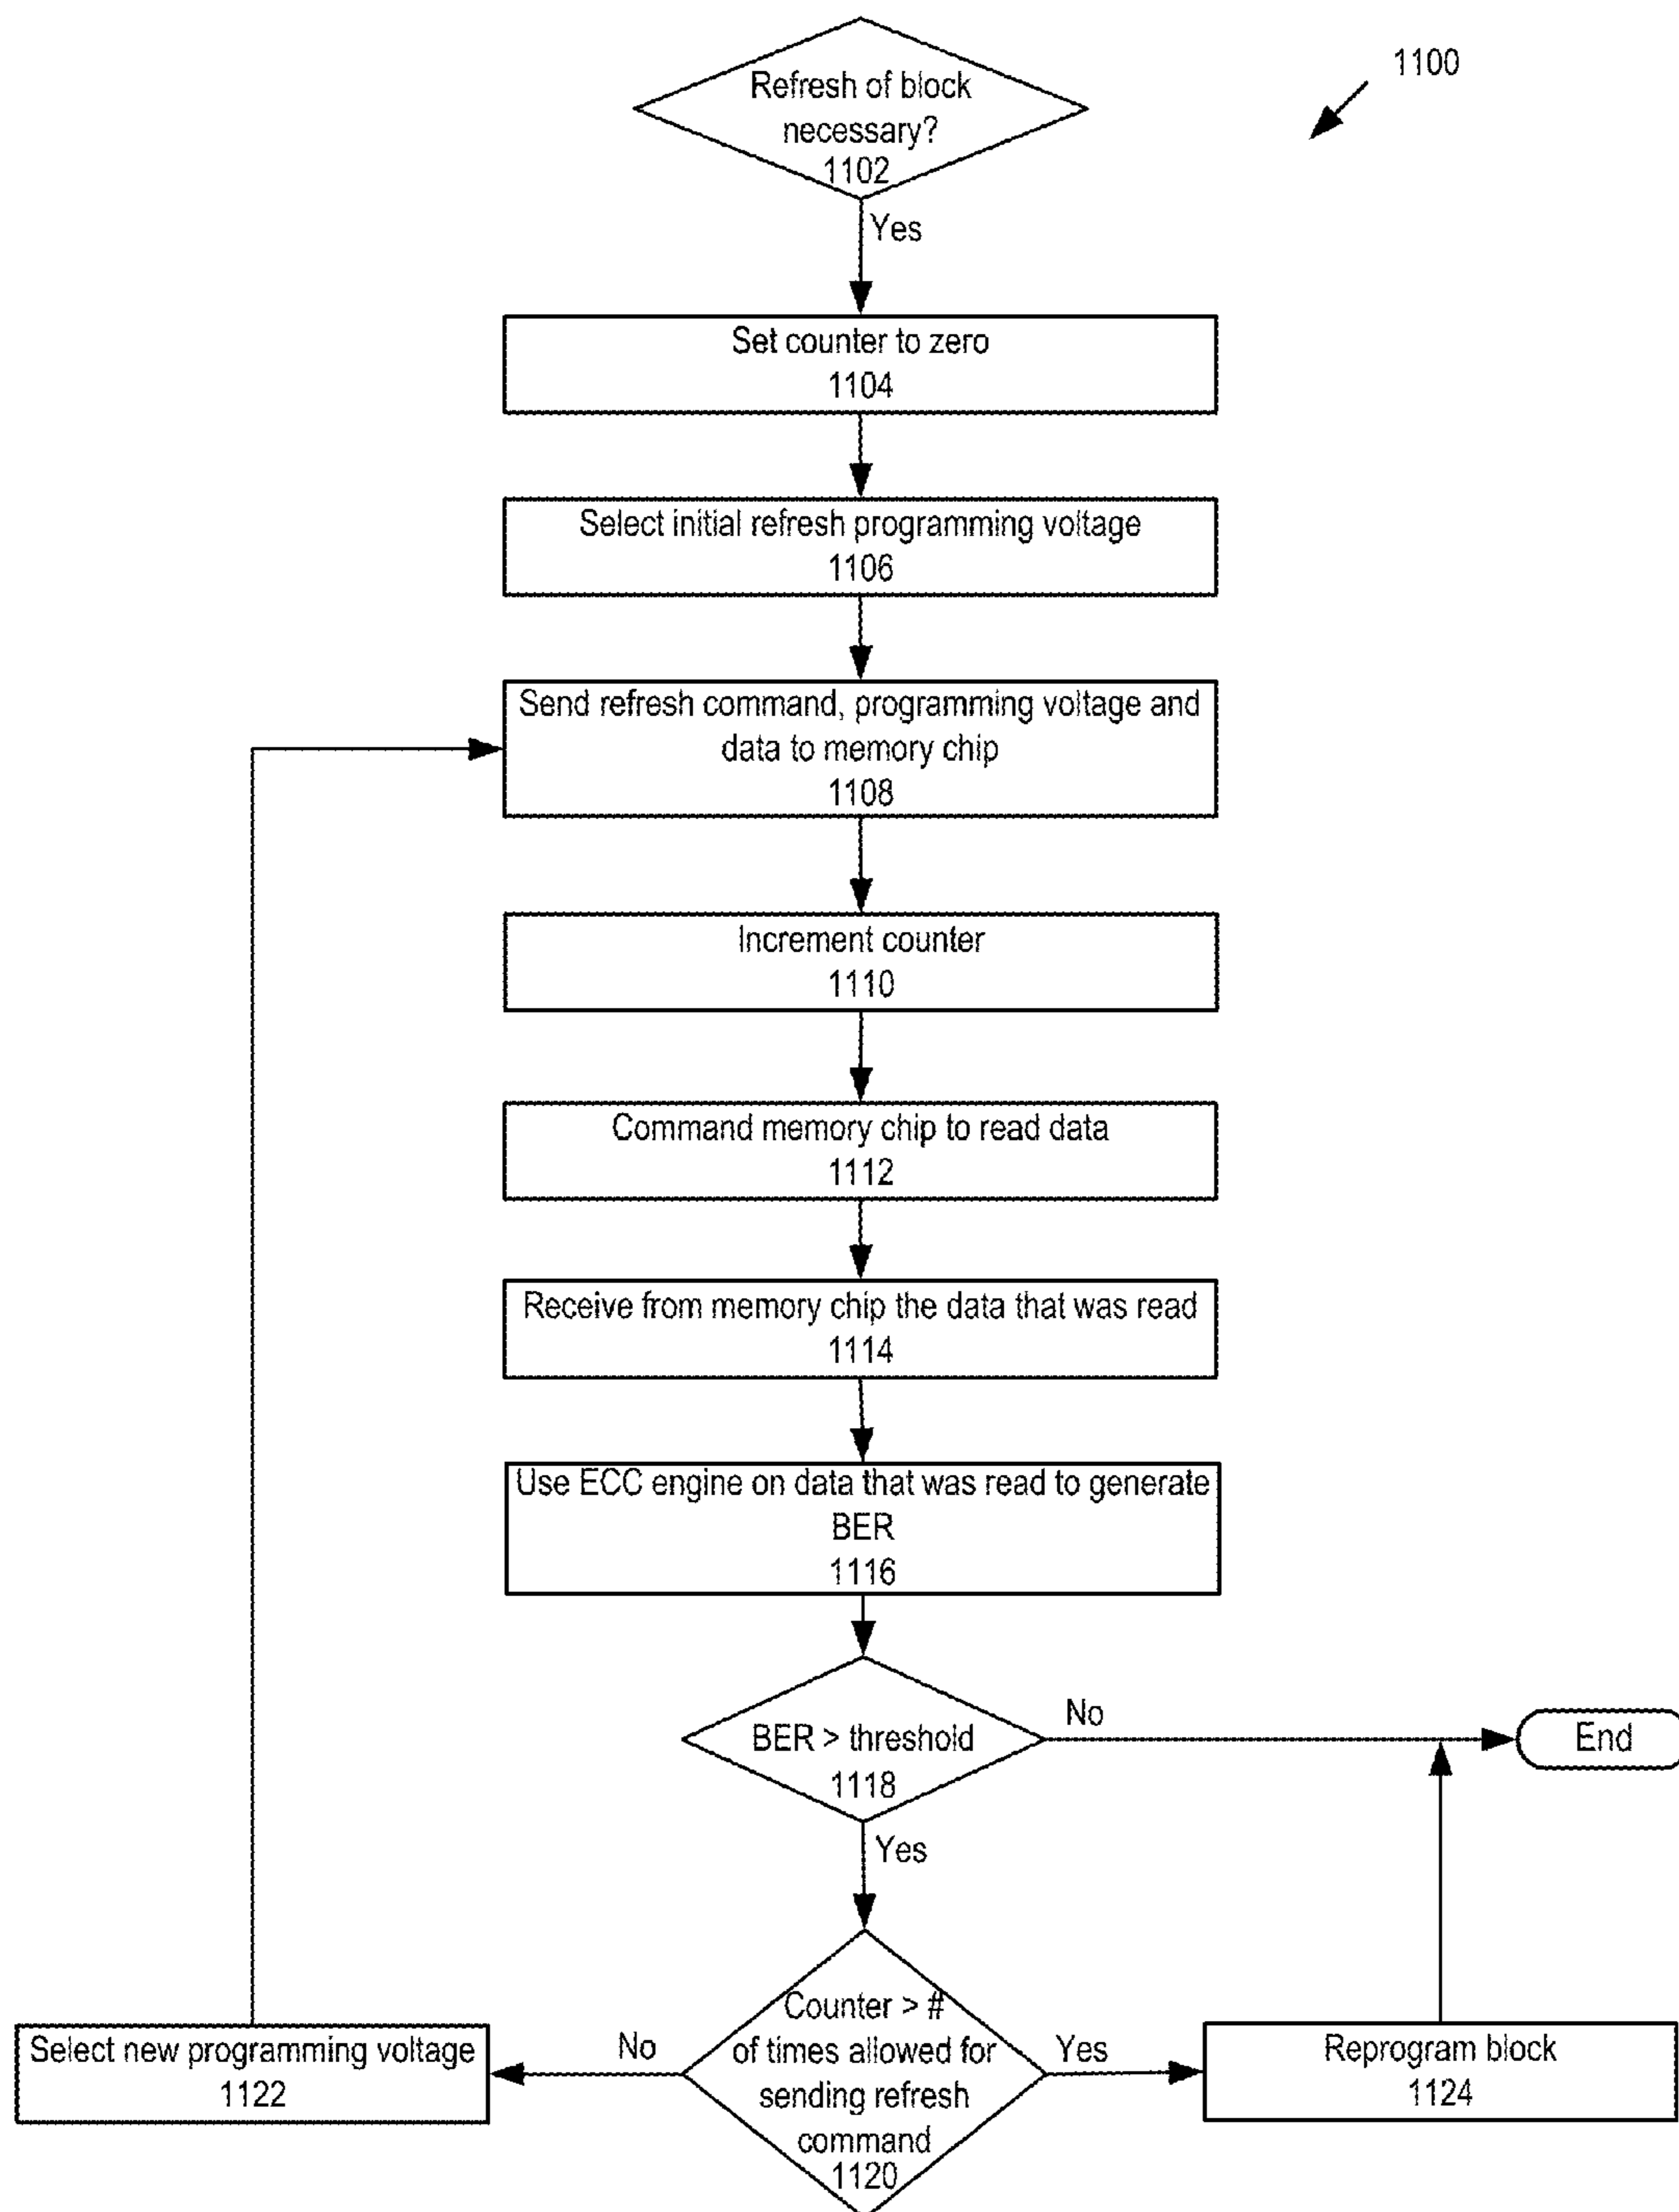 1100
Refresh of block
necessary?
1102
Yes
Set counter to zero
1104
Select initial refresh programming voltage
1106
Send refresh command, programming voltage and
data to memory chip
1108
Increment counter
1110
Command memory chip to read data
1112
Receive from memory chip the data that was read
1114
Use ECC engine on data that was read to generate
BER
1116
BER > threshold
1118
No
End
Yes
Counter > #
of times allowed for
sending refresh
command
1120
No
Select new programming voltage
1122
Yes
Reprogram block
1124